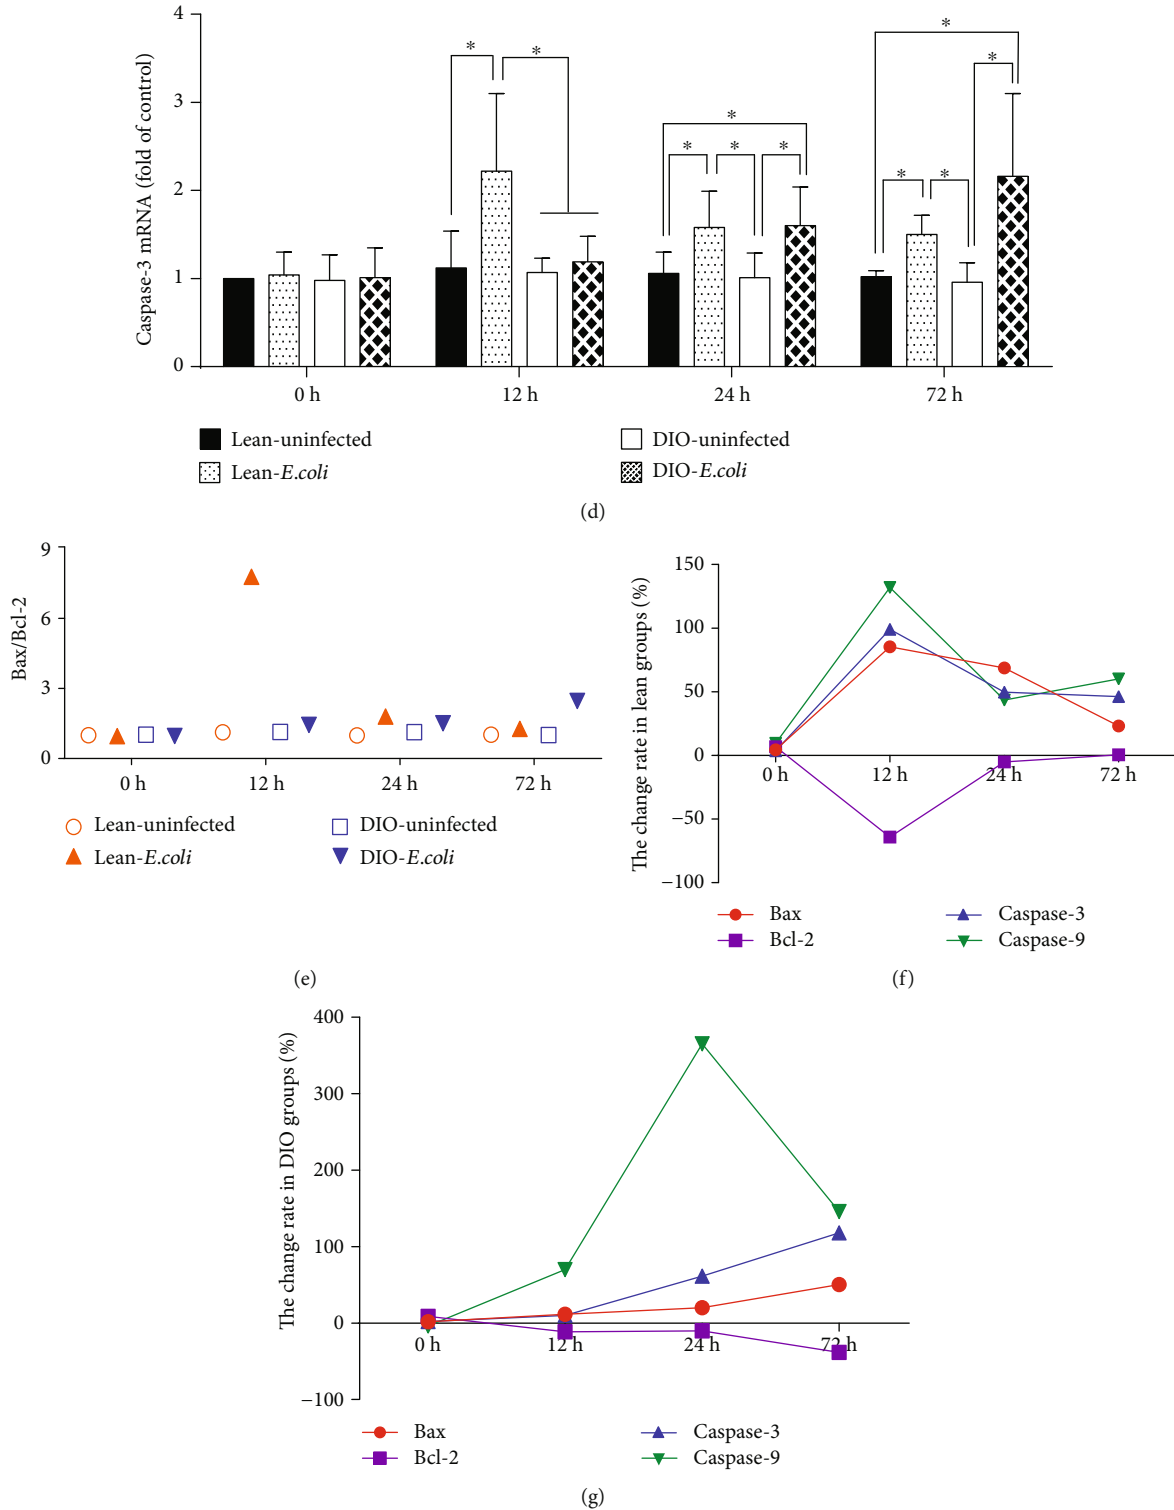 Caspase-3 mRNA (fold of control)
4
3
2
1
0
* *
*
* * *
*
* *
*
0 h 12 h 24 h 72 h
Lean-uninfected DIO-uninfected
Lean-E.coli DIO-E.coli
(d)
Bax/Bcl-2
9
6
3
0
0 h 12 h 24 h 72 h
Lean-uninfected DIO-uninfected
Lean-E.coli DIO-E.coli
(e)
The change rate in lean groups (%)
150
100
50
0
−50
−100
0 h 12 h 24 h 72 h
Bax Caspase-3
Bcl-2 Caspase-9
(f)
The change rate in DIO groups (%)
400
300
200
100
0
−100
0 h 12 h 24 h 72 h
Bax Caspase-3
Bcl-2 Caspase-9
(g)